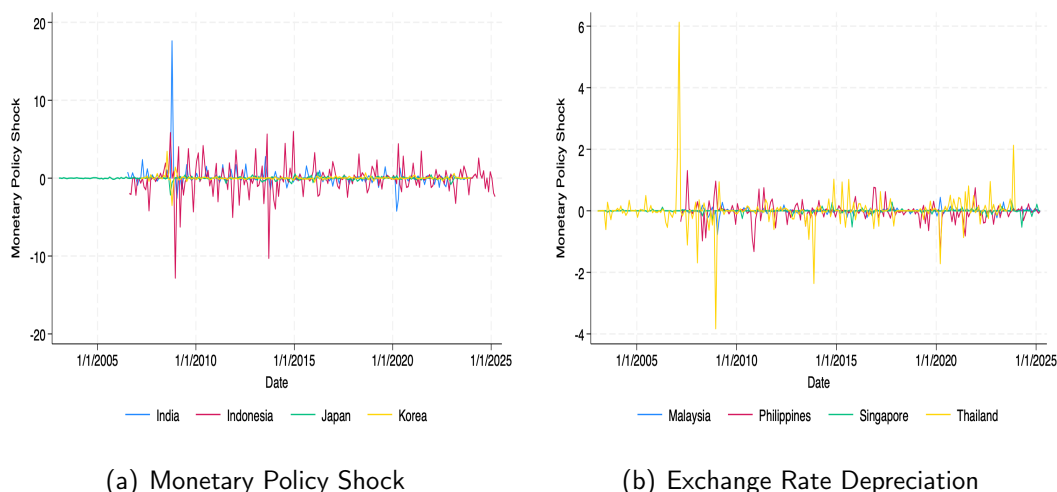 Monetary Policy Shock
20
10
0
-10
-20
1/1/2005 1/1/2010 1/1/2015 1/1/2020 1/1/2025
Date
India Indonesia Japan Korea
(a) Monetary Policy Shock
Monetary Policy Shock
6
4
2
0
-2
-4
1/1/2005 1/1/2010 1/1/2015 1/1/2020 1/1/2025
Date
Malaysia Philippines Singapore Thailand
(b) Exchange Rate Depreciation